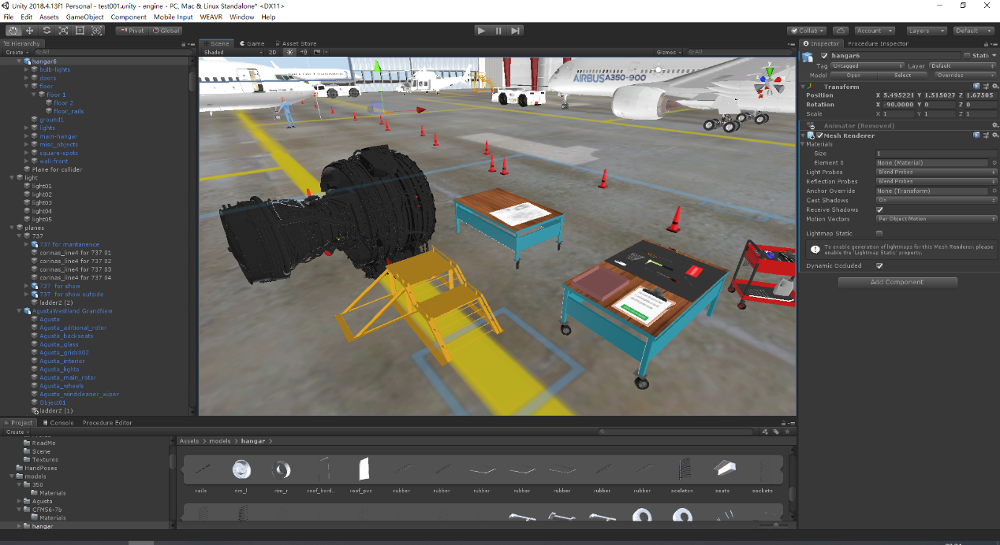 Unity 2018.4.13f1 Personal - test001.unity - engine - PC, Mac & Linux Standalone* <DX11>
File Edit Assets GameObject Component Mobile Input WEAVR Window Help
Pivot Global Collab Account Layers Default
Hierarchy
Create All
hangar6
bulb-lights
doors
floor
floor 1
floor 2
floor_rails
ground1
lights
main-hangar
misc_objects
square-spots
wall-front
Plane for collider
light
light01
light02
light03
light04
light05
planes
737
737 for mantanence
corinas_line4 for 737 01
corinas_line4 for 737 02
corinas_line4 for 737 03
corinas_line4 for 737 04
737 for show
737 for show outside
ladder2 (2)
AgustaWestland GrandNew
Agusta
Agusta_aditional_rotor
Agusta_backseats
Agusta_glass
Agusta_grids002
Agusta_interior
Agusta_lights
Agusta_main_rotor
Agusta_wheels
Agusta_windcleaner_wiper
Object01
ladder2 (1)
Scene Game Asset Store
Shaded 2D Gizmos All
AIRBUS A350-900
y
Inspector Procedure Inspector
hangar6 Stati
Tag Untagged Layer Default
Model Open Select Overrides
Transform
Position X 5.495221 Y 1.515027 Z 1.67505
Rotation X -90.0000 Y 0 Z 0
Scale X 1 Y 1 Z 1
Animator (Removed)
Mesh Renderer
Materials
Size 1
Element 0 None (Material)
Light Probes Blend Probes
Reflection Probes Blend Probes
Anchor Override None (Transform)
Cast Shadows On
Receive Shadows
Motion Vectors Per Object Motion
Lightmap Static
To enable generation of lightmaps for this Mesh Renderer, please
enable the 'Lightmap Static' property.
Dynamic Occluded
Add Component
Project Console Procedure Editor
Create
ReadMe
Scene
Textures
HandPoses
models
350
Materials
Agusta
CFM56-7b
Materials
hangar
Assets > models > hangar >
rails rim_l rim_r roof_bord... roof_pvc rubber rubber rubber rubber rubber rubber rubber sceleton seats sockets